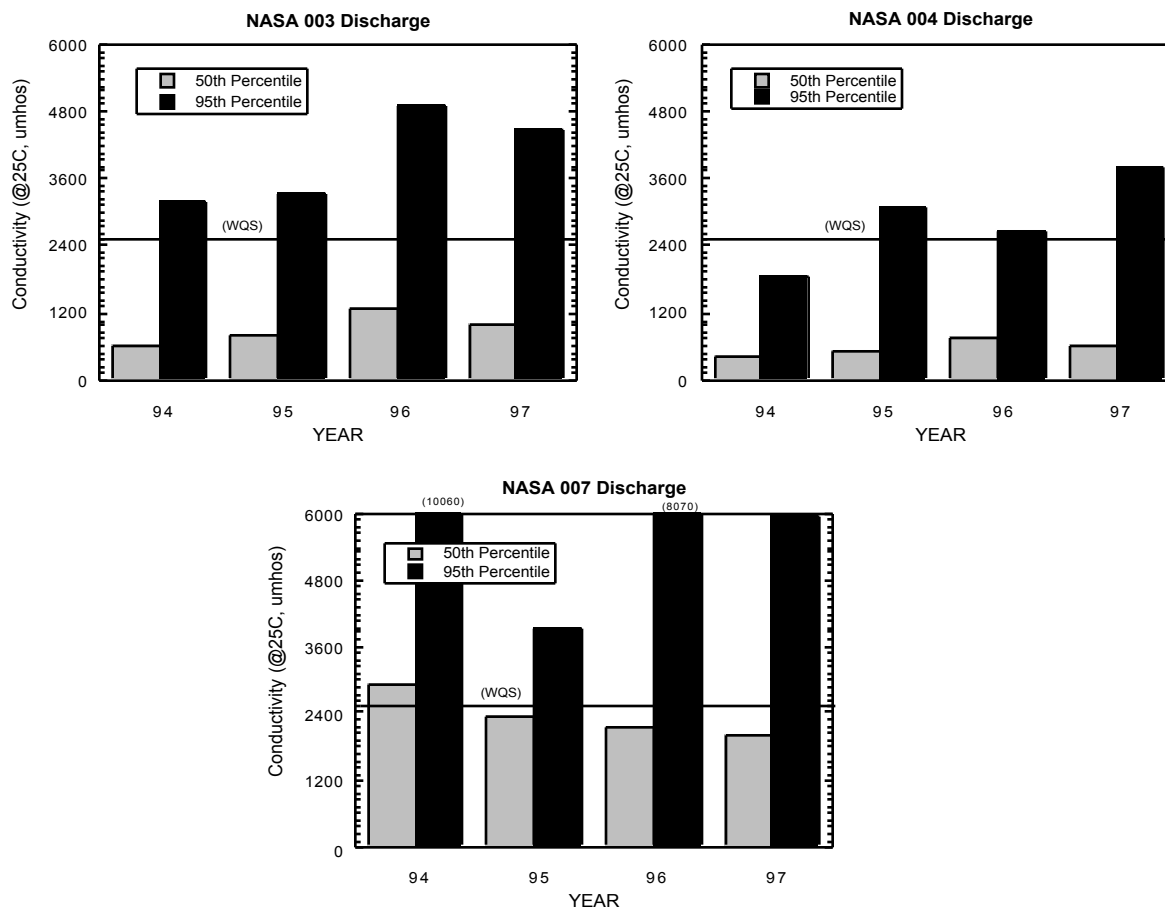 NASA 003 Discharge
Conductivity (@25C, umhos)
6000
4800
3600
2400
1200
0
50th Percentile
95th Percentile
(WQS)
94 95 96 97
YEAR
NASA 004 Discharge
Conductivity (@25C, umhos)
6000
4800
3600
2400
1200
0
50th Percentile
95th Percentile
(WQS)
94 95 96 97
YEAR
NASA 007 Discharge
(10060) (8070)
Conductivity (@25C, umhos)
6000
4800
3600
2400
1200
0
50th Percentile
95th Percentile
(WQS)
94 95 96 97
YEAR